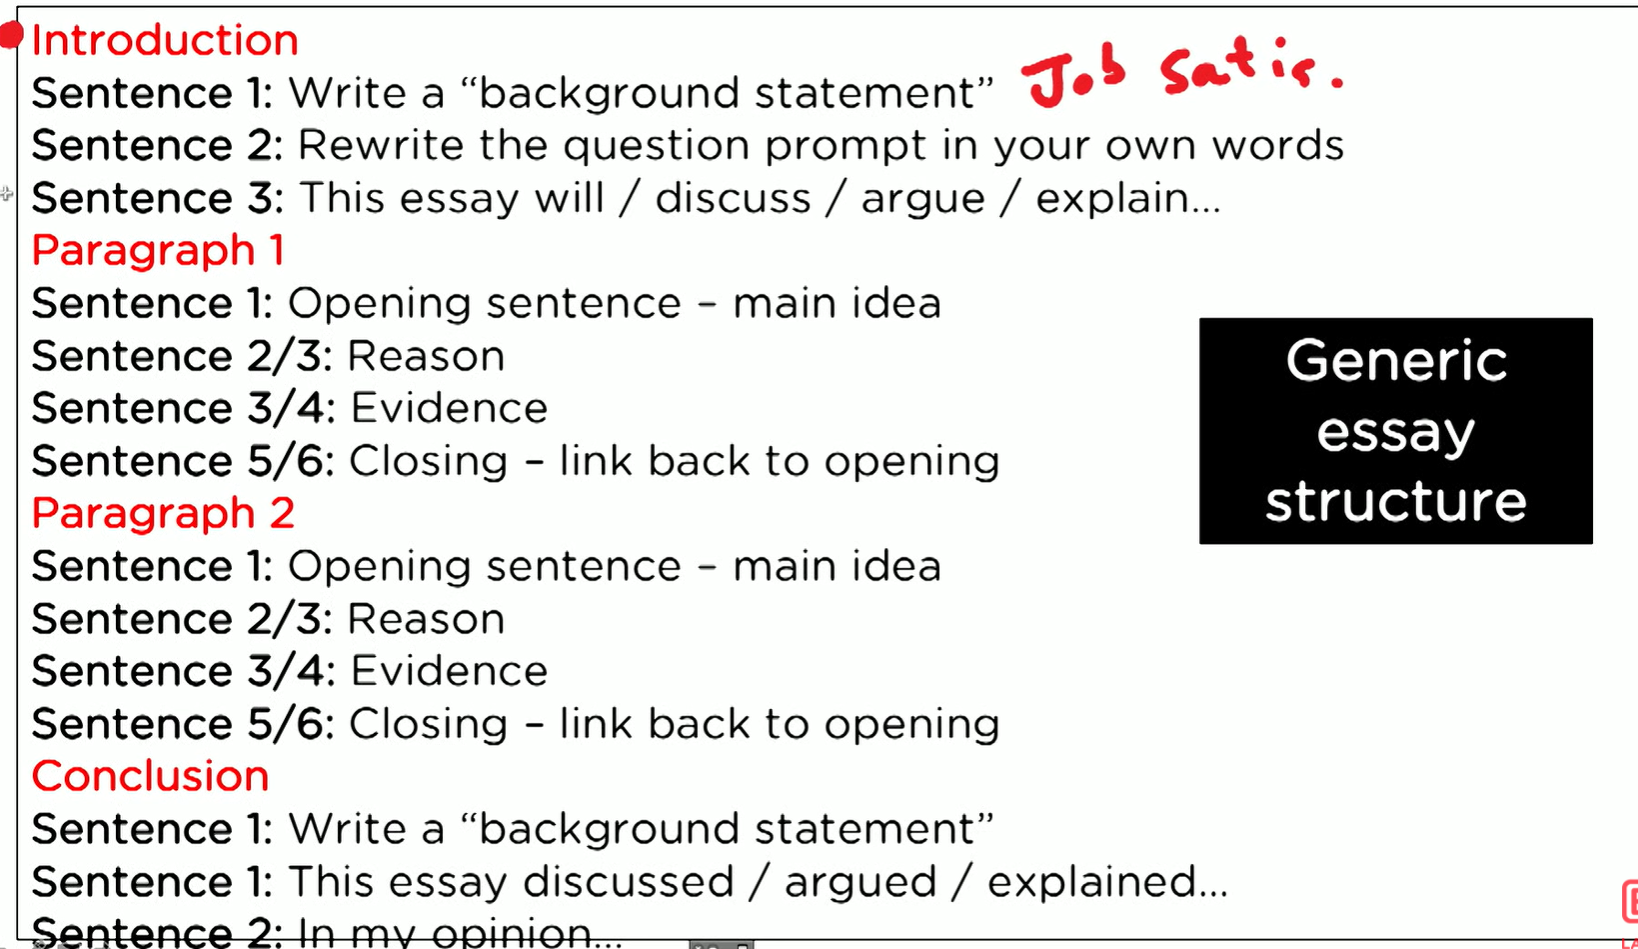 Introduction
Sentence 1: Write a “background statement” Job Satis.
Sentence 2: Rewrite the question prompt in your own words
Sentence 3: This essay will / discuss / argue / explain...
Paragraph 1
Sentence 1: Opening sentence – main idea
Sentence 2/3: Reason
Sentence 3/4: Evidence
Sentence 5/6: Closing – link back to opening
Paragraph 2
Sentence 1: Opening sentence – main idea
Sentence 2/3: Reason
Sentence 3/4: Evidence
Sentence 5/6: Closing – link back to opening
Conclusion
Sentence 1: Write a “background statement”
Sentence 1: This essay discussed / argued / explained...
Sentence 2: In my opinion...
Generic
essay
structure